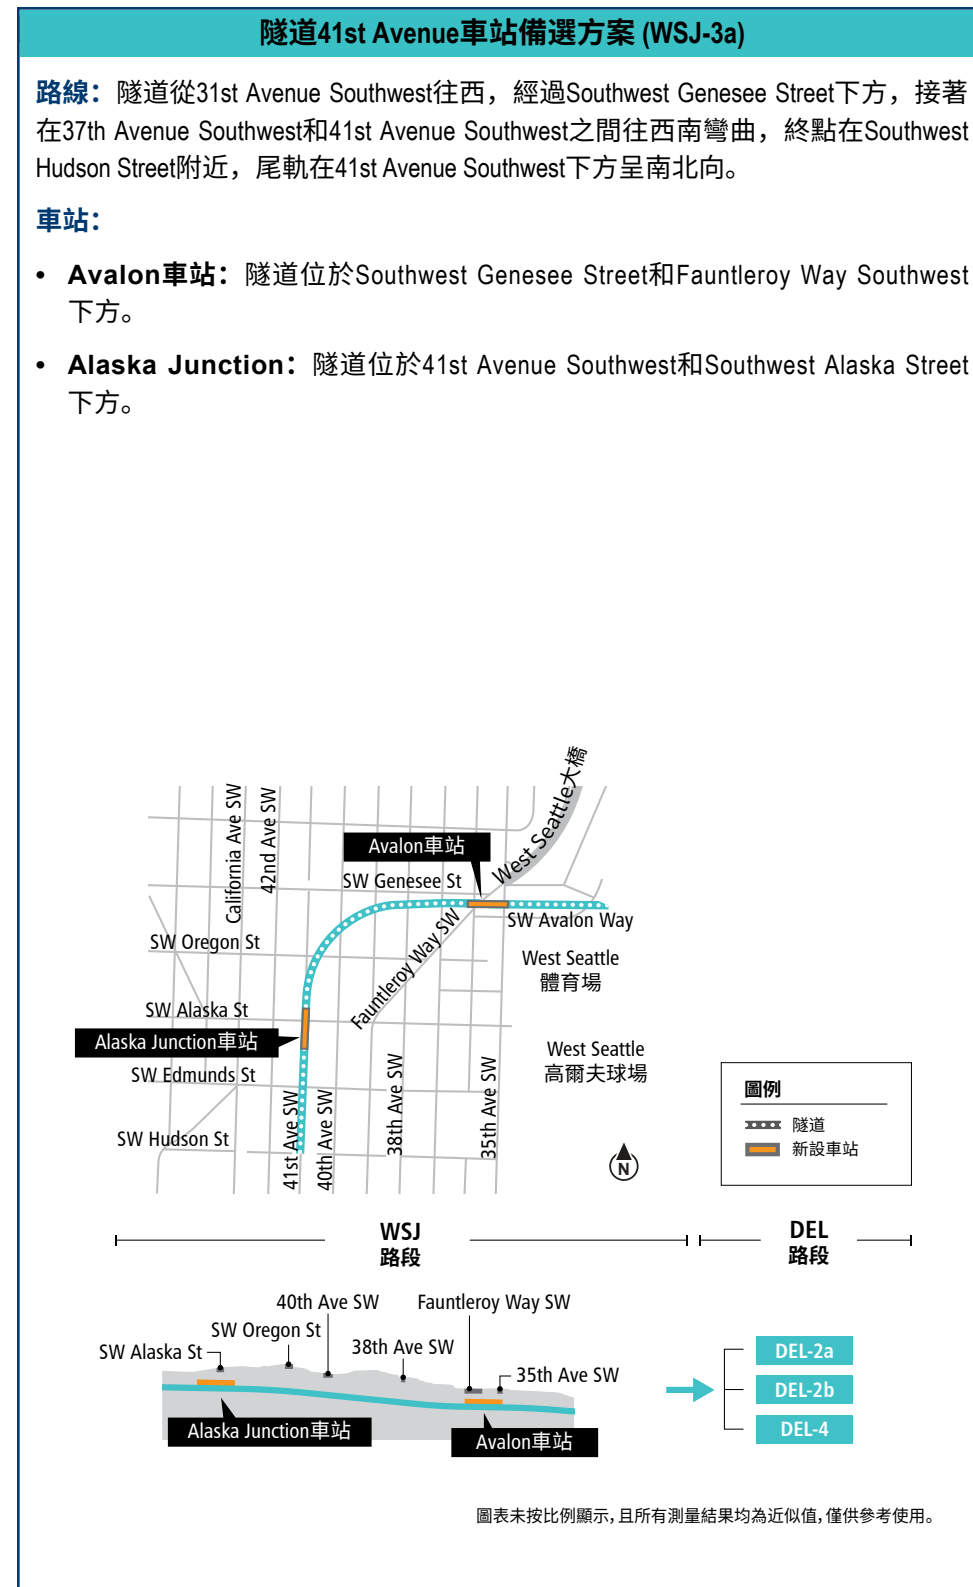 隧道41st Avenue車站備選方案 (WSJ-3a)
路線：隧道從31st Avenue Southwest往西，經過Southwest Genesee Street下方，接著
在37th Avenue Southwest和41st Avenue Southwest之間往西南彎曲，終點在Southwest
Hudson Street附近，尾軌在41st Avenue Southwest下方呈南北向。
車站：
• Avalon車站：隧道位於Southwest Genesee Street和Fauntleroy Way Southwest
下方。
• Alaska Junction：隧道位於41st Avenue Southwest和Southwest Alaska Street
下方。
West Seattle大橋
California Ave SW
42nd Ave SW
Avalon車站
SW Genesee St
SW Avalon Way
SW Oregon St
Fauntleroy Way SW
West Seattle
體育場
SW Alaska St
Alaska Junction車站
West Seattle
高爾夫球場
SW Edmunds St
38th Ave SW
35th Ave SW
41st Ave SW
40th Ave SW
SW Hudson St
N
圖例
隧道
新設車站
WSJ
路段
DEL
路段
40th Ave SW
Fauntleroy Way SW
SW Oregon St
SW Alaska St
38th Ave SW
35th Ave SW
Alaska Junction車站
Avalon車站
DEL-2a
DEL-2b
DEL-4
圖表未按比例顯示，且所有測量結果均為近似值，僅供參考使用。